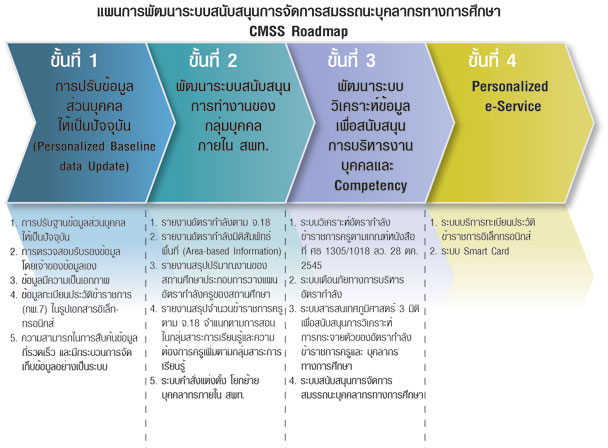 แผนการพัฒนาระบบสนับสนุนการจัดการสมรรถนะบุคลากรทางการศึกษา
CMSS Roadmap
ขั้นที่ 1
การปรับข้อมูล
ส่วนบุคคล
ให้เป็นปัจจุบัน
(Personalized Baseline
data Update)
ขั้นที่ 2
พัฒนาระบบสนับสนุน
การทำงานของ
กลุ่มบุคคล
ภายใน สพท.
ขั้นที่ 3
พัฒนาระบบ
วิเคราะห์ข้อมูล
เพื่อสนับสนุน
การบริหารงาน
บุคคลและ
Competency
ขั้นที่ 4
Personalized
e-Service
1. การปรับฐานข้อมูลส่วนบุคคล
ให้เป็นปัจจุบัน
2. การตรวจสอบรับรองข้อมูล
โดยเจ้าของข้อมูลเอง
3. ข้อมูลมีความเป็นเอกภาพ
4. ข้อมูลทะเบียนประวัติข้าราชการ
(กพ.7) ในรูปเอกสารอิเล็ก-
ทรอนิกส์
5. ความสามารถในการสืบค้นข้อมูล
ที่รวดเร็ว และมีกระบวนการจัด
เก็บข้อมูลอย่างเป็นระบบ
1. รายงานอัตรากำลังตาม จ.18
2. รายงานอัตรากำลังมิติสัมพัทธ์
พื้นที่ (Area-based Information)
3. รายงานสรุปปริมาณงานของ
สถานศึกษาประกอบการวางแผน
อัตรากำลังครูของสถานศึกษา
4. รายงานสรุปจำนวนข้าราชการครู
ตาม จ.18 จำแนกตามการสอน
ในกลุ่มสาระการเรียนรู้และความ
ต้องการครูเพิ่มตามกลุ่มสาระการ
เรียนรู้
5. ระบบคำสั่งแต่งตั้ง โยกย้าย
บุคลากรภายใน สพท.
1. ระบบวิเคราะห์อัตรากำลัง
ข้าราชการครูตามเกณฑ์หนังสือ
ที่ ศธ 1305/1018 ลว. 28 ตค.
2545
2. ระบบเตือนภัยทางการบริหาร
อัตรากำลัง
3. ระบบสารสนเทศภูมิศาสตร์ 3 มิติ
เพื่อสนับสนุนการวิเคราะห์ที่
การกระจายตัวของอัตรากำลัง
ข้าราชการครูและ บุคลากร
ทางการศึกษา
4. ระบบสนับสนุนการจัดการ
สมรรถนะบุคลากรทางการศึกษา
1. ระบบบริการทะเบียนประวัติ
ข้าราชการอิเล็กทรอนิกส์
2. ระบบ Smart Card